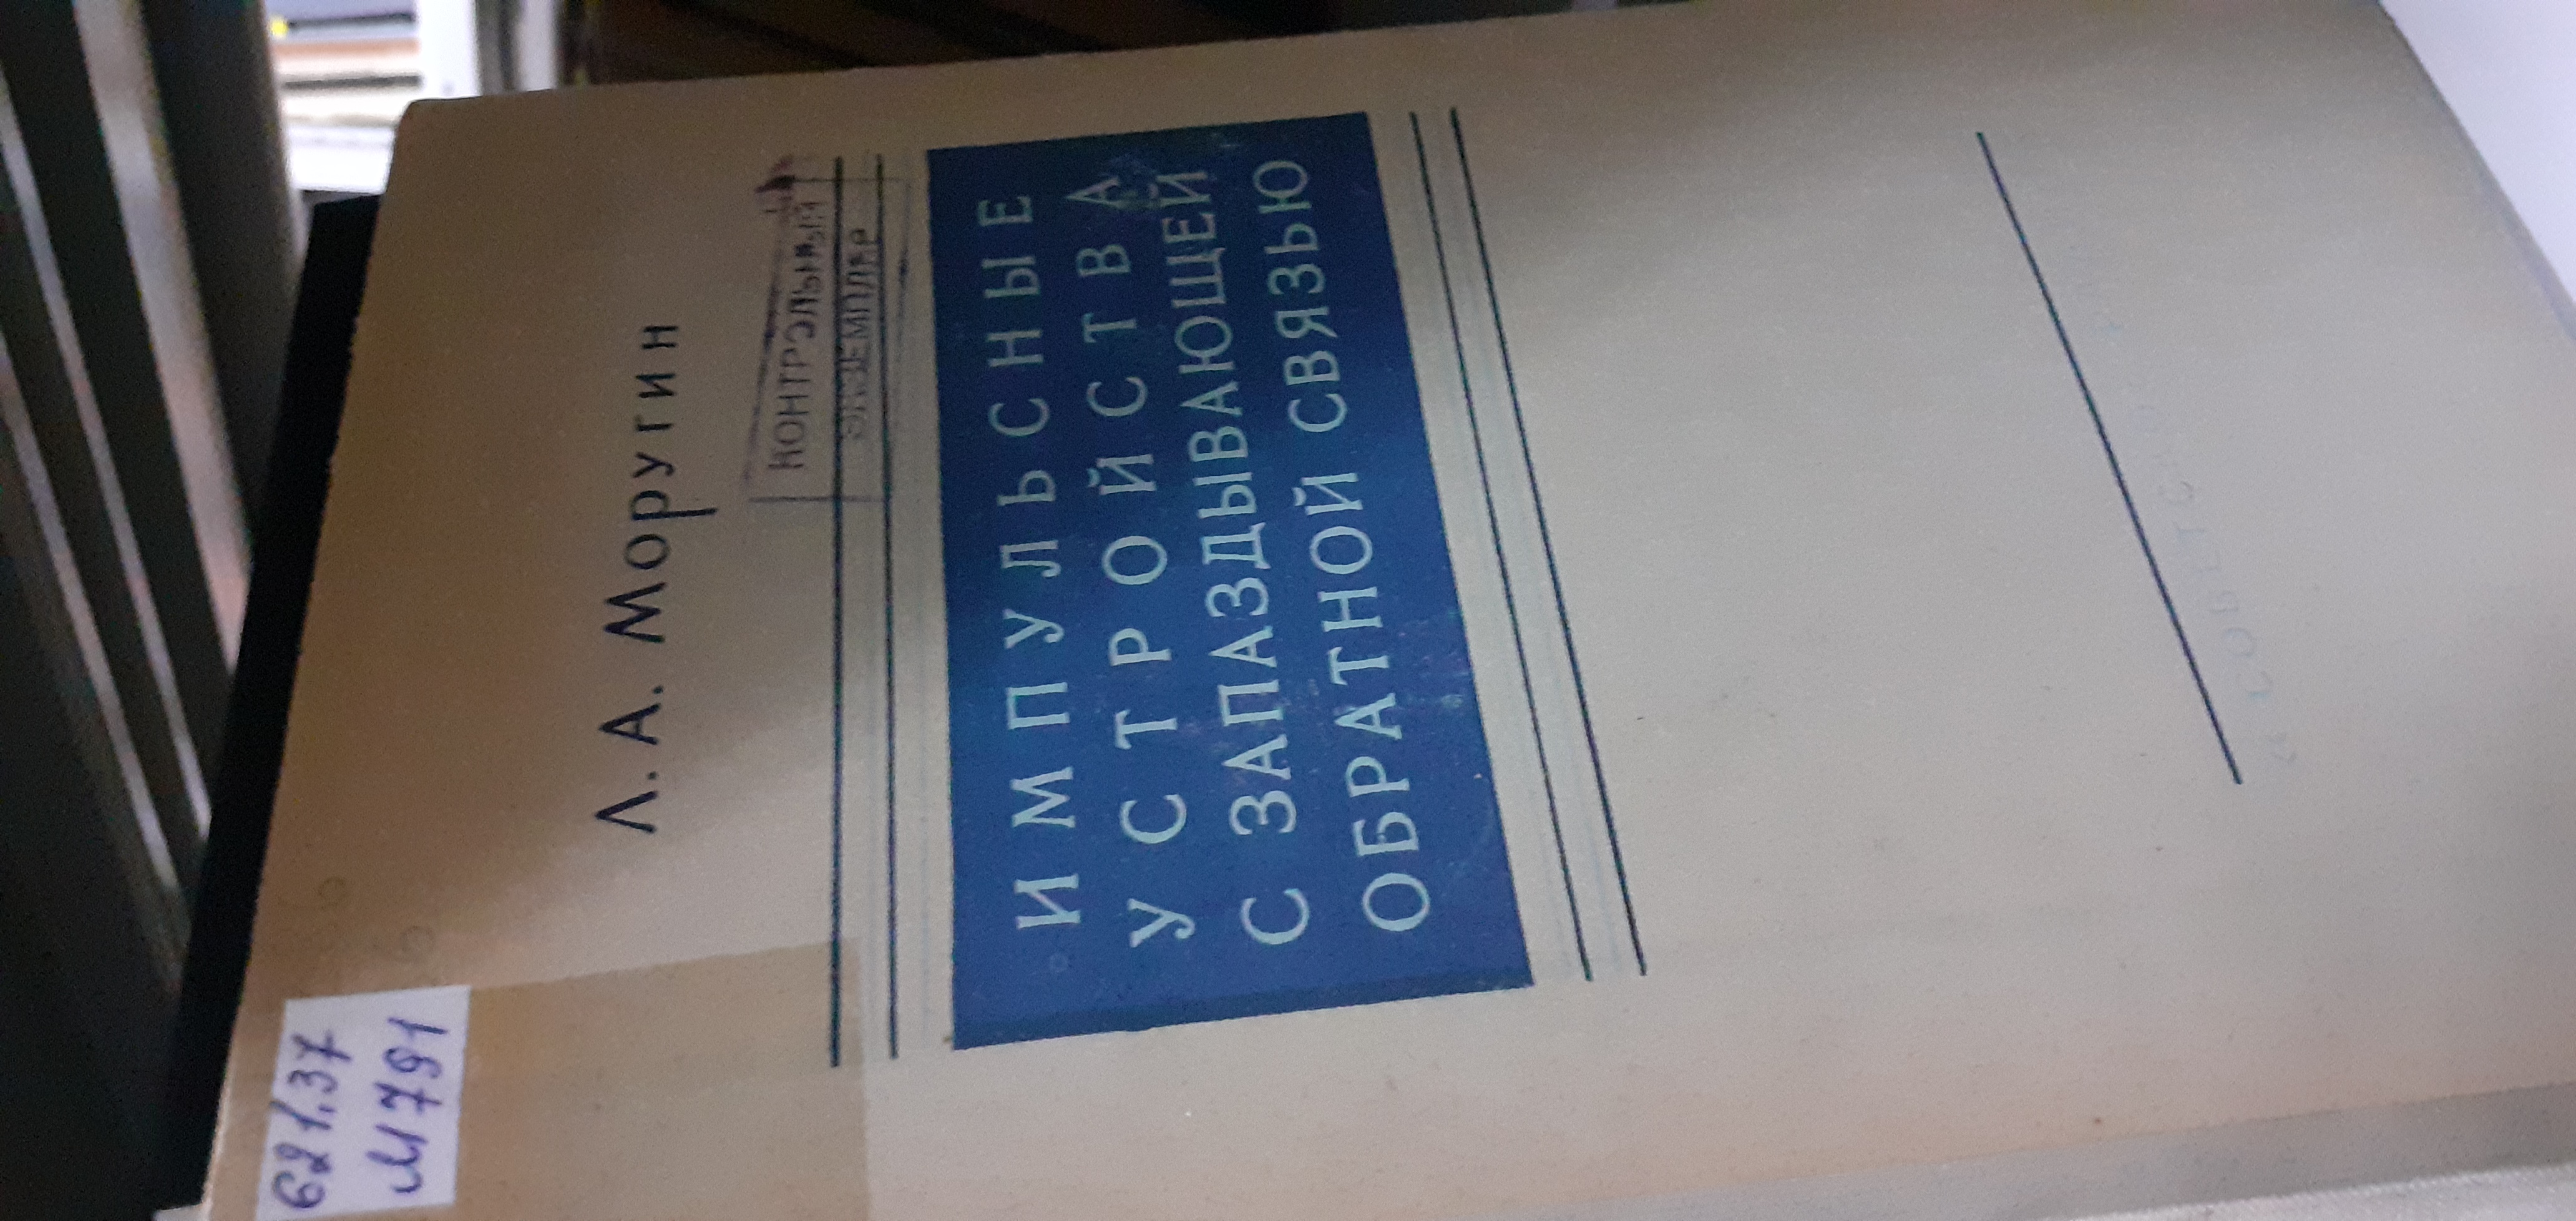 621.37
М791
Л. А. Моругин
КОНТРОЛЬНЫЙ
ЭКЗЕМПЛЯР
ИМПУЛЬСНЫЕ
УСТРОЙСТВА
С ЗАПАЗДЫВАЮЩЕЙ
ОБРАТНОЙ СВЯЗЬЮ